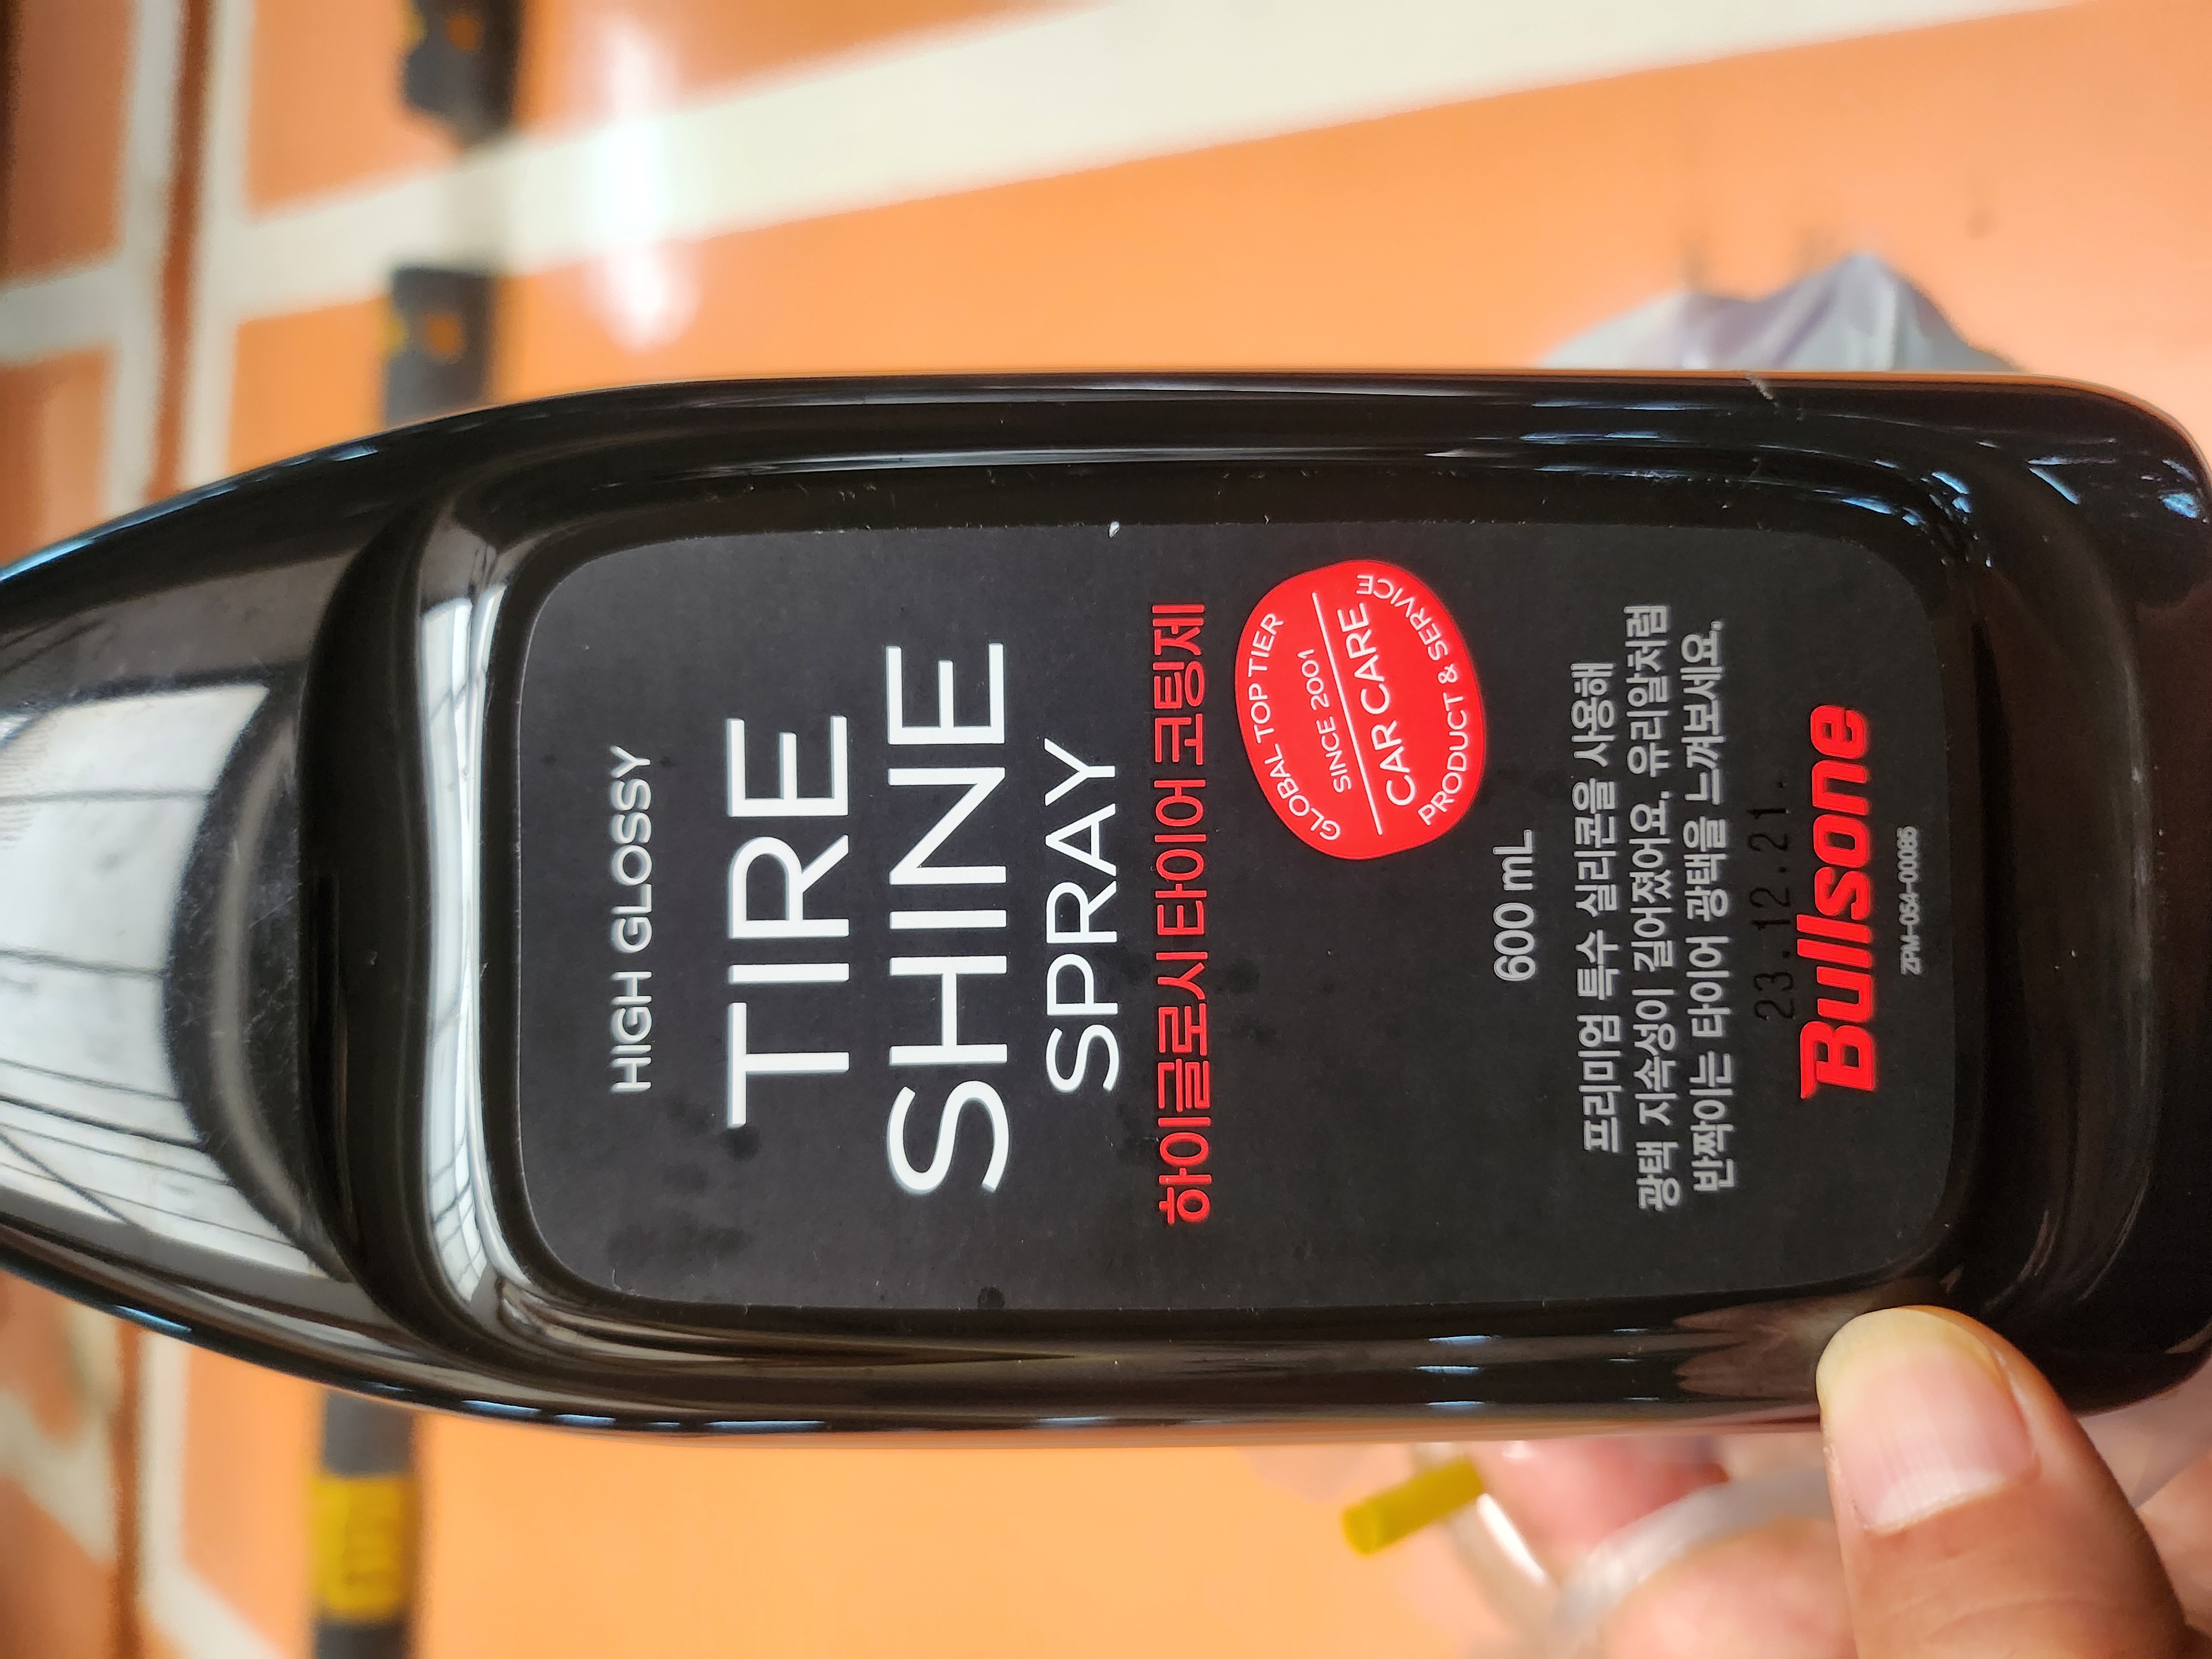 HIGH GLOSSY
TIRE
SHINE
SPRAY
하이글로시 타이어 코팅제
GLOBAL TOP TIER
SINCE 2001
CAR CARE
PRODUCT & SERVICE
600 mL
프리미엄 특수 실리콘을 사용해
광택 지속성이 길어졌어요. 유리알처럼
반짝이는 타이어 광택을 느껴보세요.
23.12.21.
Bullsone
ZPM-054-00085